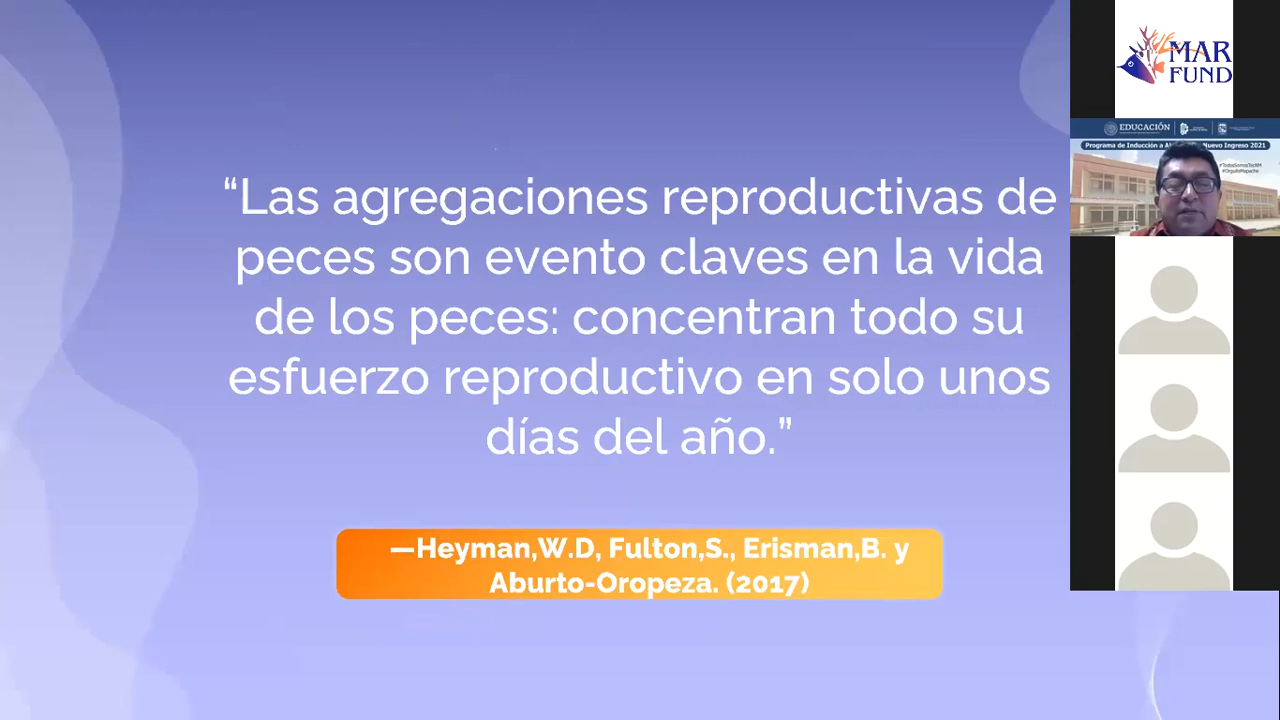 “Las agregaciones reproductivas de
peces son evento claves en la vida
de los peces: concentran todo su
esfuerzo reproductivo en solo unos
días del año.”
—Heyman,W.D, Fulton,S., Erisman,B. y
Aburto-Oropeza. (2017)
MAR
FUND
EDUCACIÓN
Programa de Inducción a
Nuevo Ingreso 2021
#TodosSomosTecNM
#OrgulloMapache